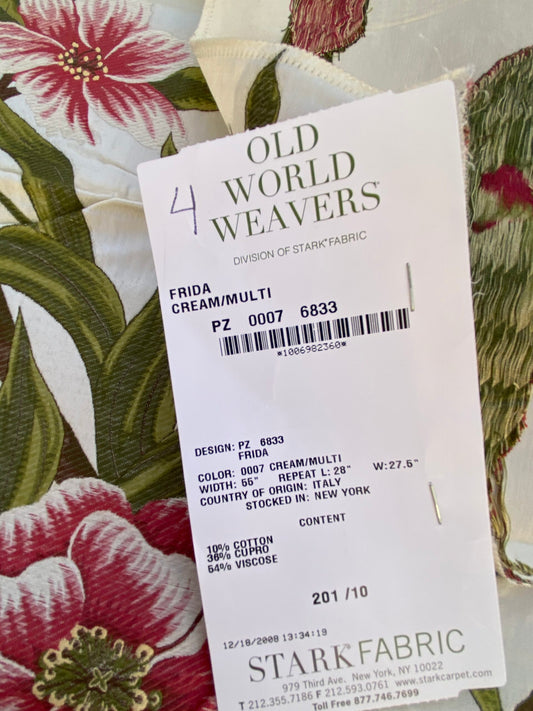 4
OLD
WORLD
WEAVERS®
DIVISION OF STARK® FABRIC
FRIDA
CREAM/MULTI
PZ 0007 6833
*1006982360*
DESIGN: PZ 6833
FRIDA
COLOR: 0007 CREAM/MULTI
WIDTH: 55" REPEAT L: 28" W:27.5"
COUNTRY OF ORIGIN: ITALY
STOCKED IN: NEW YORK
CONTENT
10% COTTON
36% CUPRO
54% VISCOSE
201 /10
12/18/2008 13:34:19
STARK® FABRIC
979 Third Ave. New York, NY 10022
T 212.355.7186 F 212.593.0761 www.starkcarpet.com
Toll Free 877.746.7699